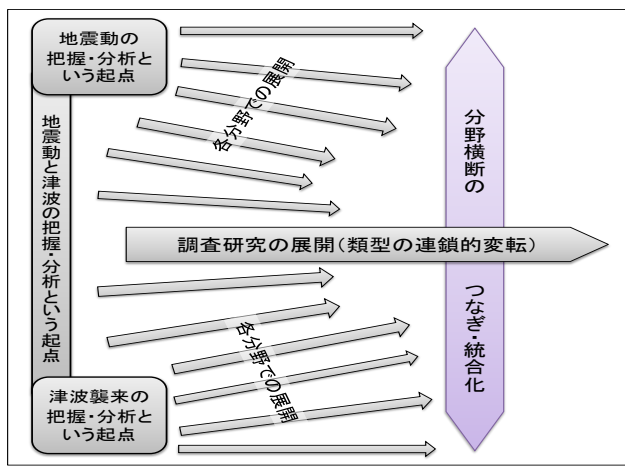 地震動の
把握・分析と
いう起点
各分野での展開
地震動と津波の把握・分析という起点
分野横断の
調査研究の展開(類型の連鎖的変転)
つなぎ・統合化
各分野での展開
津波襲来の
把握・分析と
いう起点